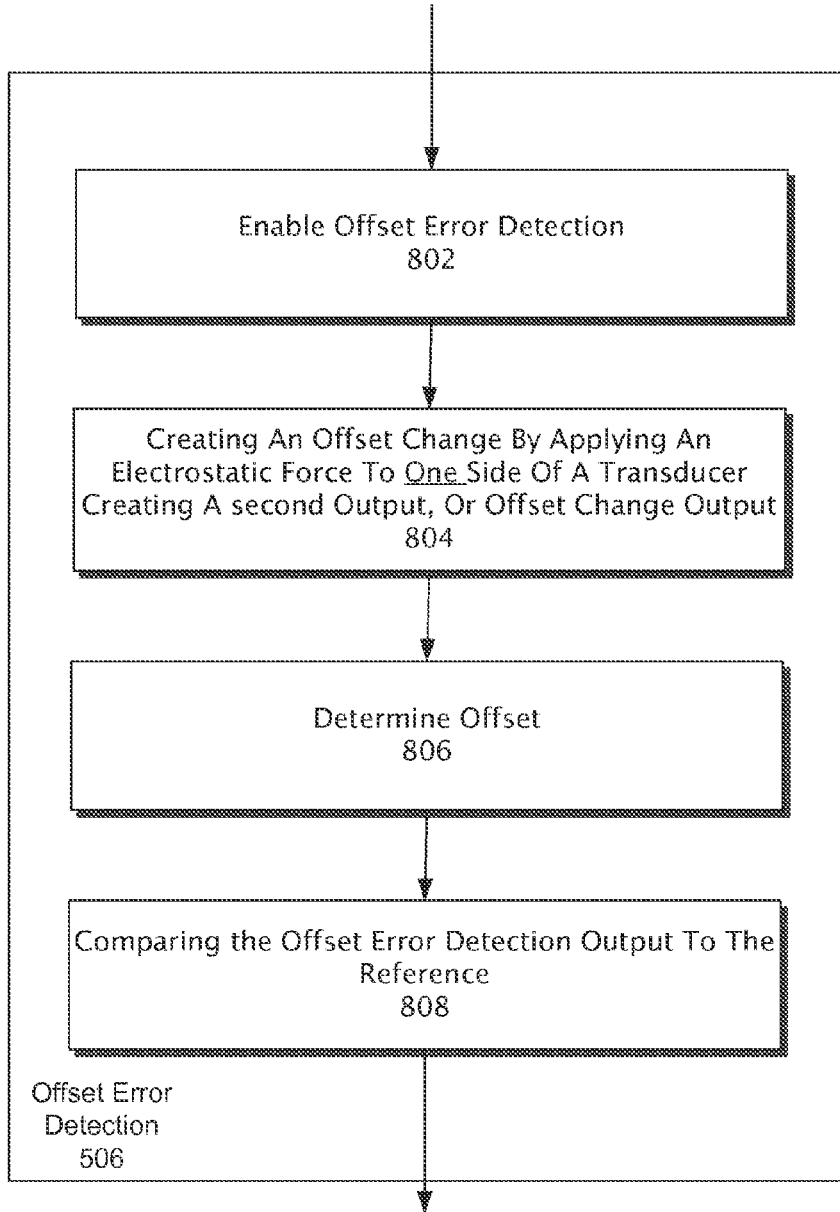 Enable Offset Error Detection
802
Creating An Offset Change By Applying An
Electrostatic Force To One Side Of A Transducer
Creating A second Output, Or Offset Change Output
804
Determine Offset
806
Comparing the Offset Error Detection Output To The
Reference
808
Offset Error
Detection
506